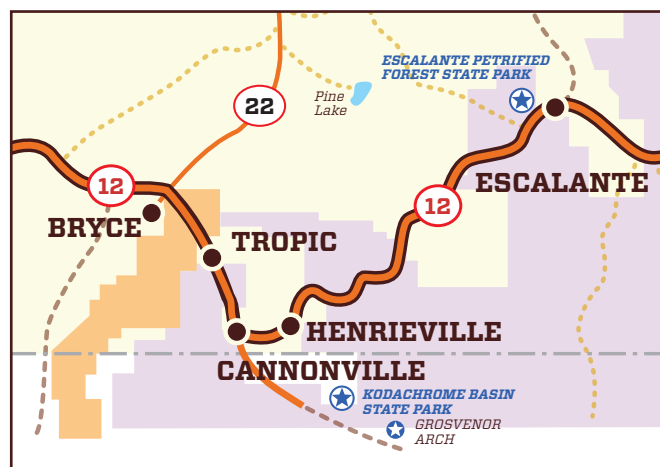 ESCALANTE PETRIFIED
FOREST STATE PARK
22
Pine
Lake
12
ESCALANTE
12
BRYCE
TROPIC
HENRIEVILLE
CANNONVILLE
KODACHROME BASIN
STATE PARK
GROSVENOR
ARCH